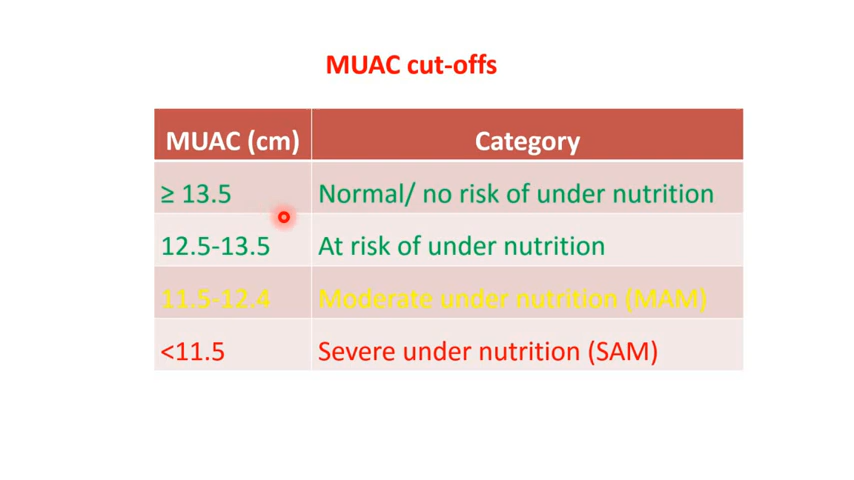 MUAC cut-offs
MUAC (cm) Category
≥ 13.5 Normal/ no risk of under nutrition
12.5-13.5 At risk of under nutrition
11.5-12.4 Moderate under nutrition (MAM)
<11.5 Severe under nutrition (SAM)